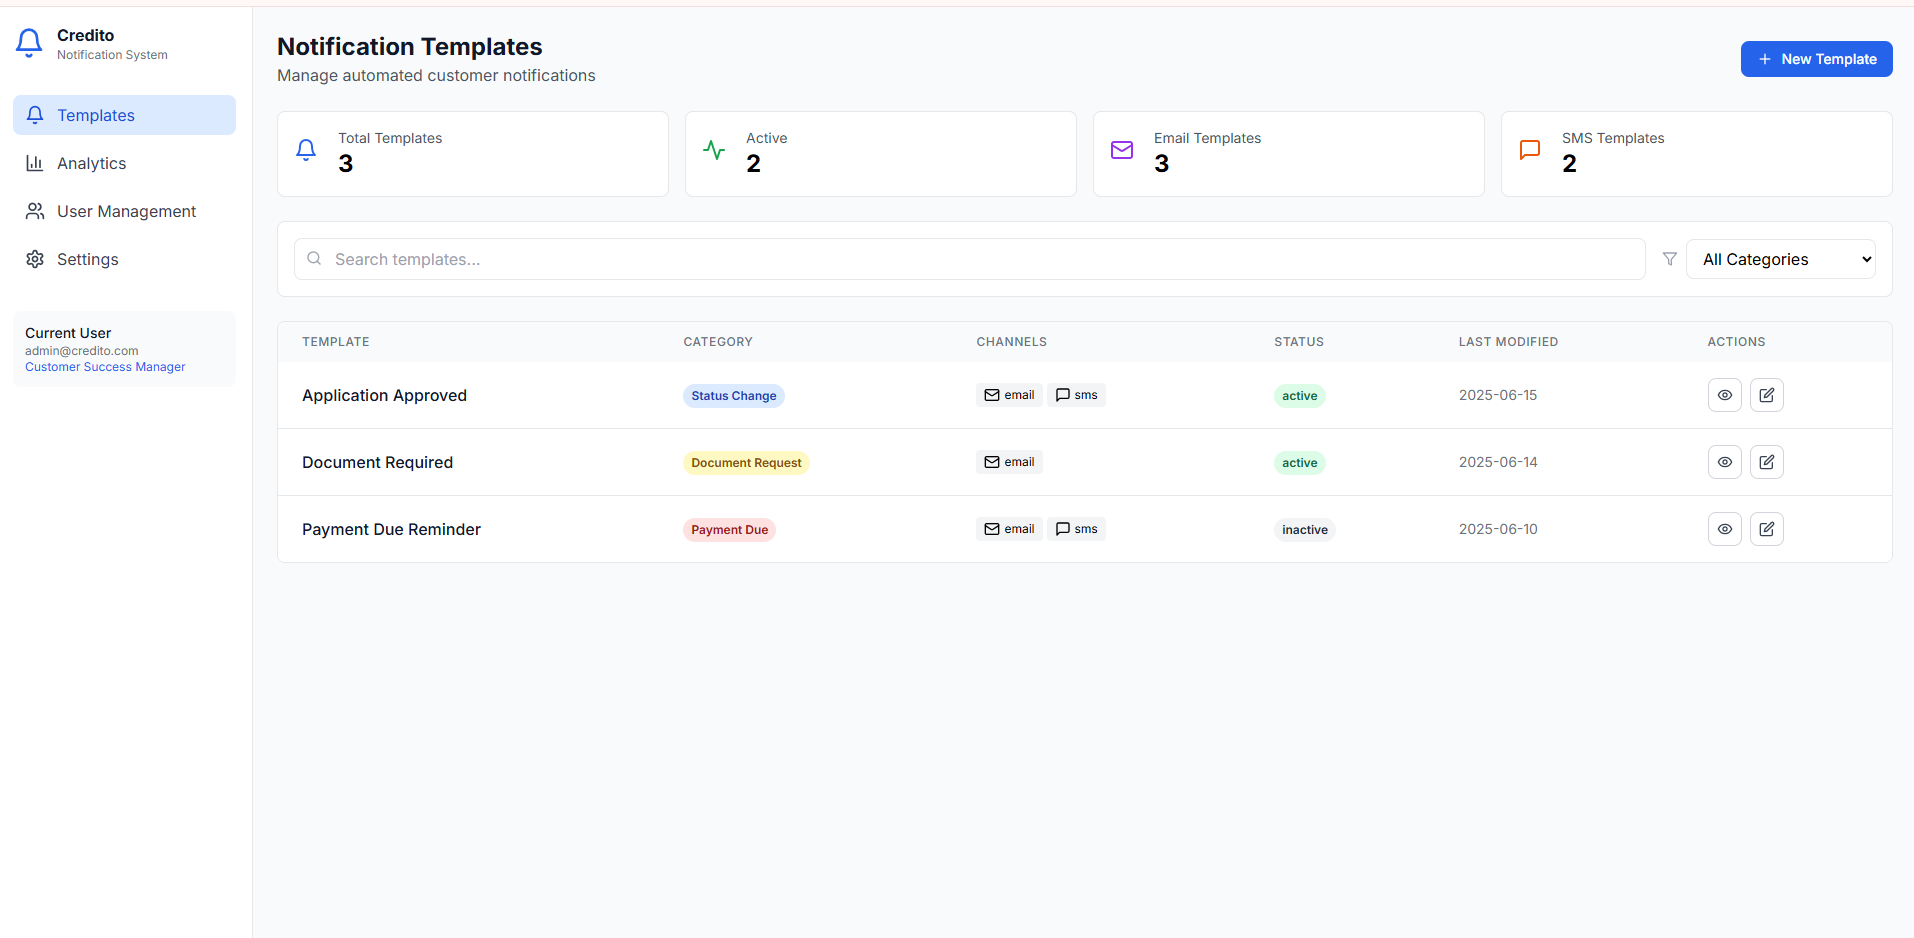 Credito
Notification System
Templates
Analytics
User Management
Settings
Current User
admin@credito.com
Customer Success Manager
Notification Templates
Manage automated customer notifications
New Template
Total Templates
3
Active
2
Email Templates
3
SMS Templates
2
Search templates...
All Categories
TEMPLATE CATEGORY CHANNELS STATUS LAST MODIFIED ACTIONS
Application Approved Status Change email sms active 2025-06-15
Document Required Document Request email active 2025-06-14
Payment Due Reminder Payment Due email sms inactive 2025-06-10